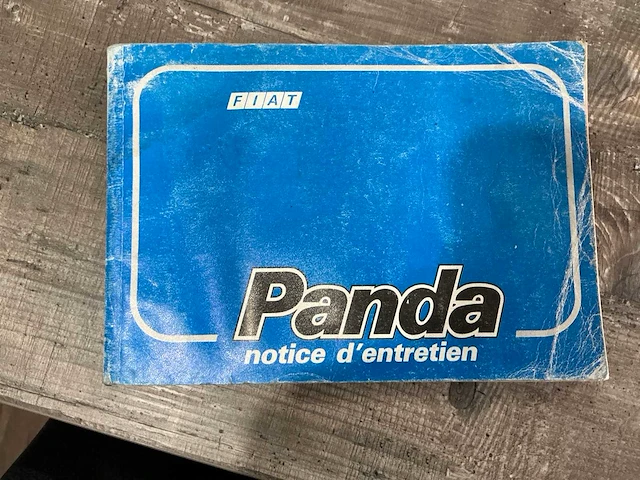 FIAT
Panda
notice d'entretien